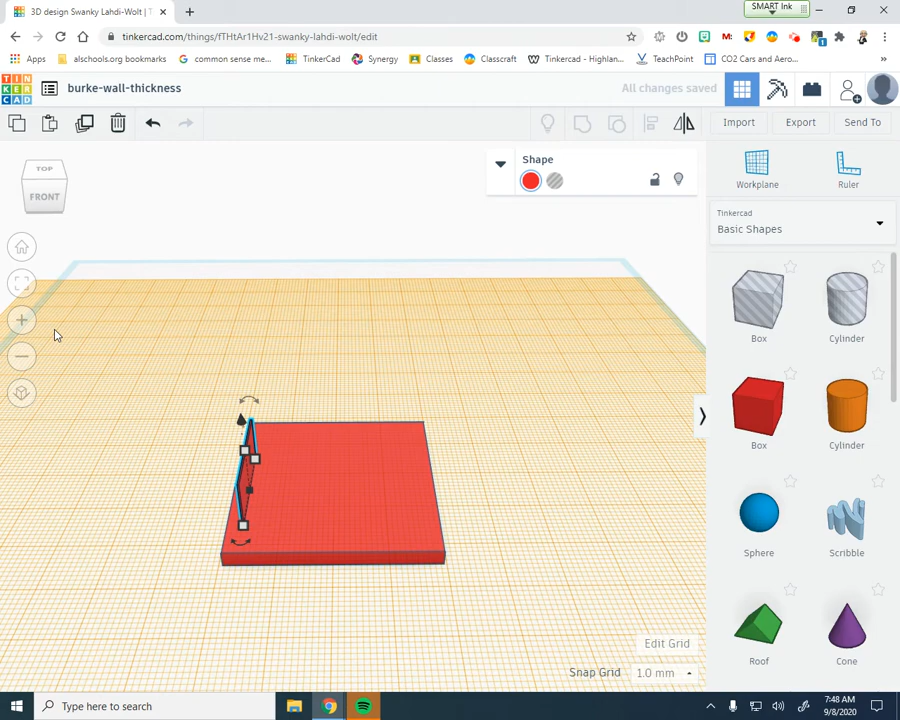 SMART Ink
3D design Swanky Lahdi-Wolt | T
tinkercad.com/things/fTHtAr1Hv21-swanky-lahdi-wolt/edit
Apps
alschools.org bookmarks
common sense me...
TinkerCad
Synergy
Classes
Classcraft
Tinkercad - Highlan...
TeachPoint
CO2 Cars and Aero...
TIN
KER
CAD
burke-wall-thickness
All changes saved
Import
Export
Send To
TOP
FRONT
Shape
Workplane
Ruler
Tinkercad
Basic Shapes
Box
Cylinder
Box
Cylinder
Sphere
Scribble
Roof
Cone
Edit Grid
Snap Grid
1.0 mm
Type here to search
7:48 AM
9/8/2020